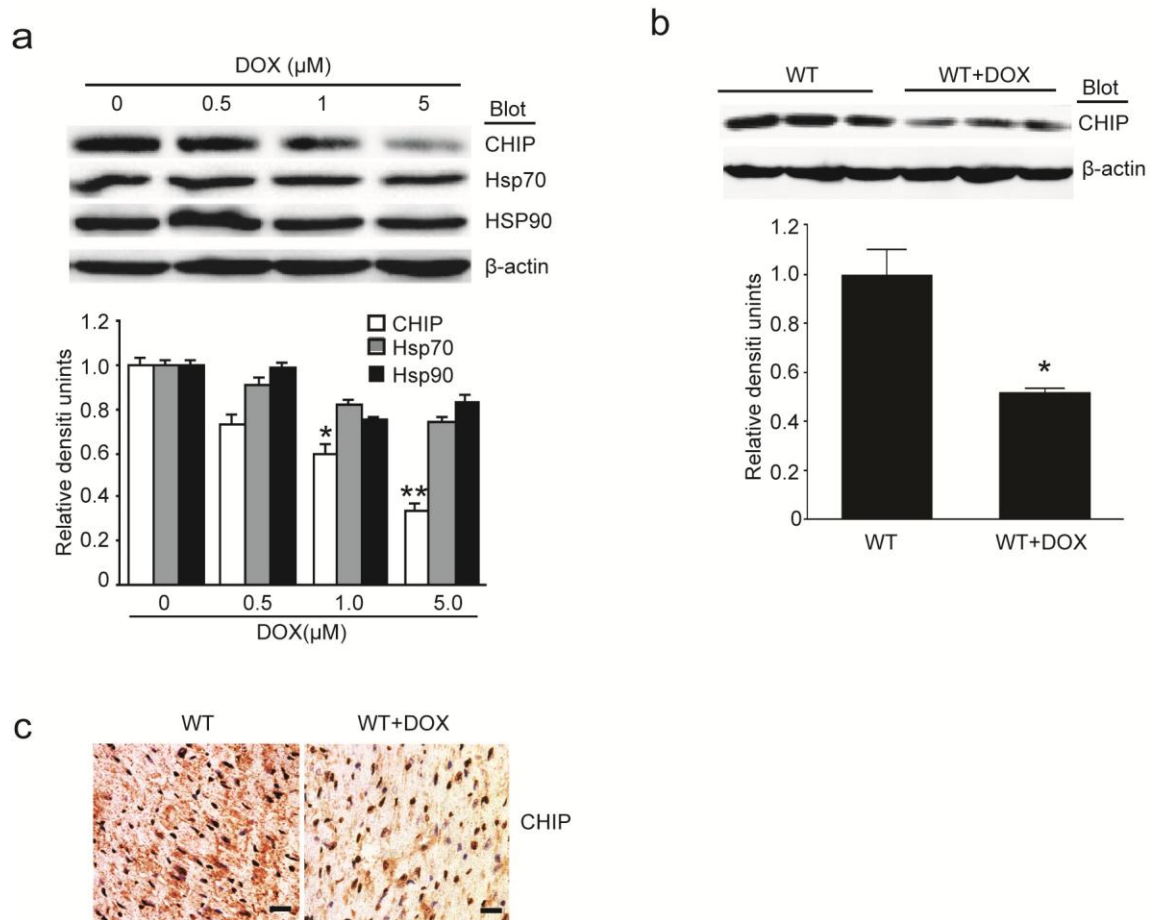 a
DOX (µM)
0 0.5 1 5
Blot
CHIP
Hsp70
HSP90
β-actin
Relative densiti unints
1.2
1.0
0.8
0.6
0.4
0.2
0
CHIP
Hsp70
Hsp90
*
**
0 0.5 1.0 5.0
DOX(µM)
b
WT WT+DOX
Blot
CHIP
β-actin
Relative densiti unints
1.2
1.0
0.8
0.6
0.4
0.2
0
*
WT WT+DOX
c
WT WT+DOX
CHIP